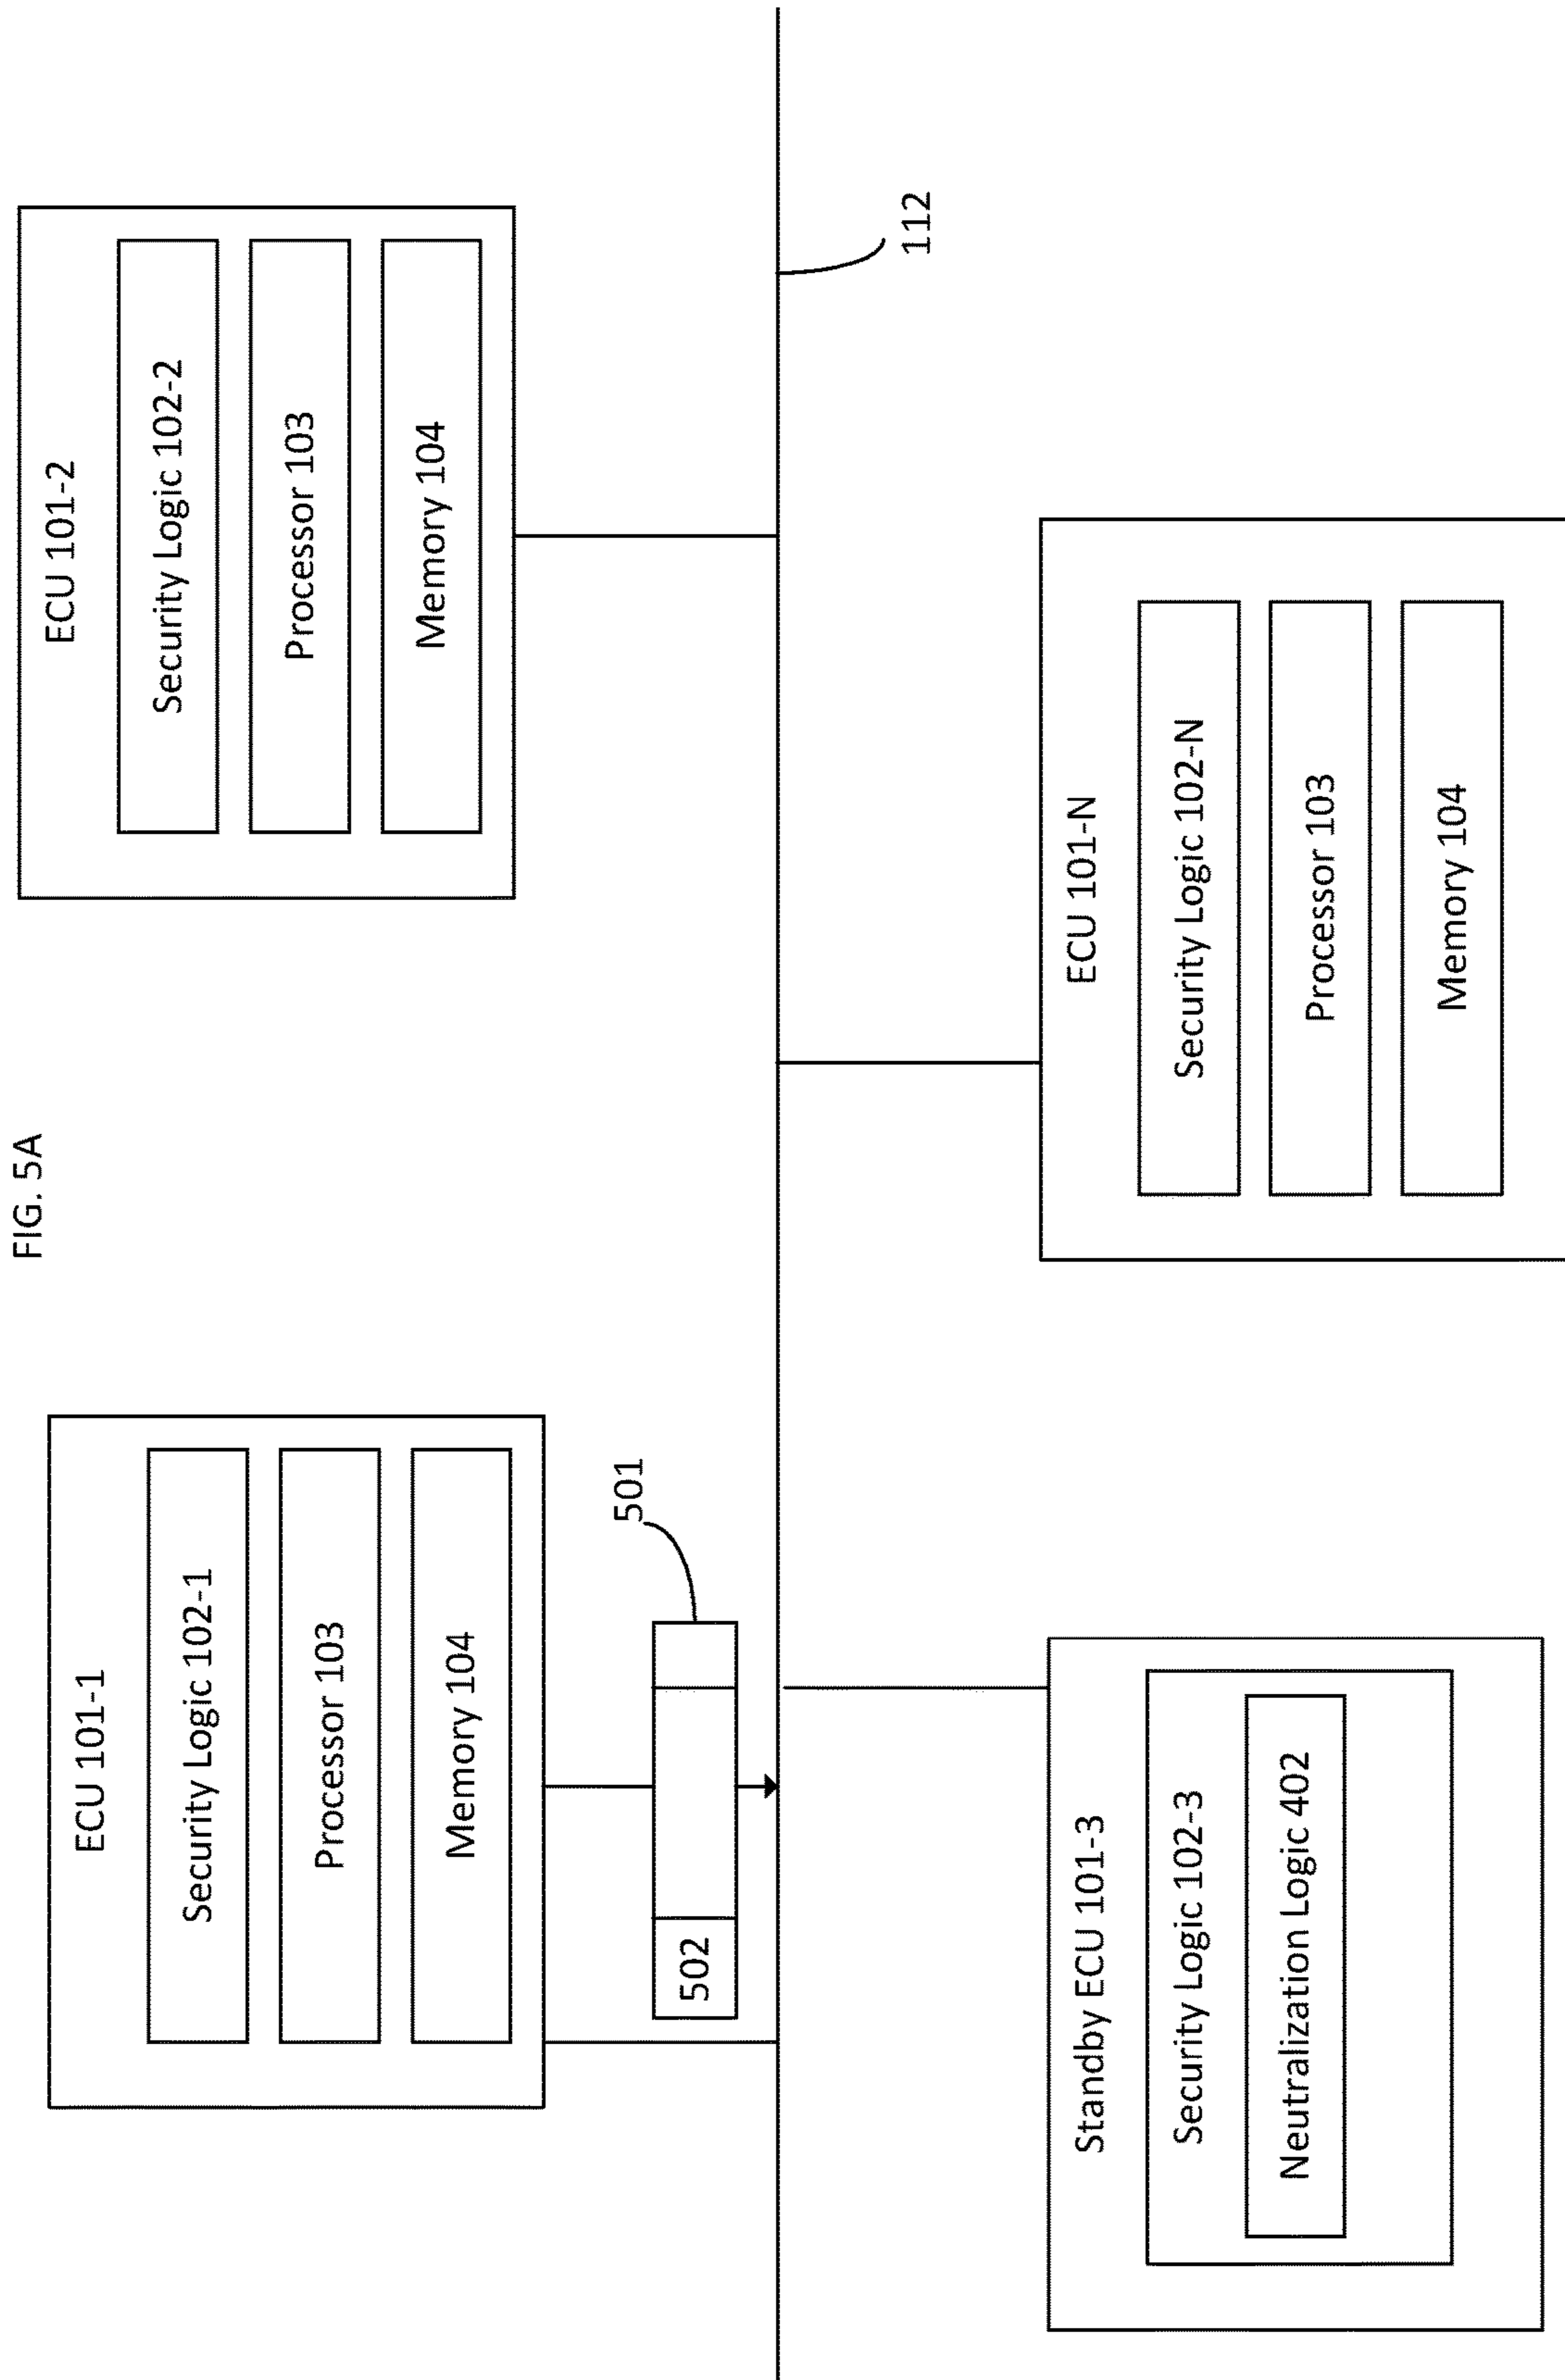 FIG. 5A
ECU 101-1
Security Logic 102-1
Processor 103
Memory 104
501
502
ECU 101-2
Security Logic 102-2
Processor 103
Memory 104
112
Standby ECU 101-3
Security Logic 102-3
Neutralization Logic 402
ECU 101-N
Security Logic 102-N
Processor 103
Memory 104